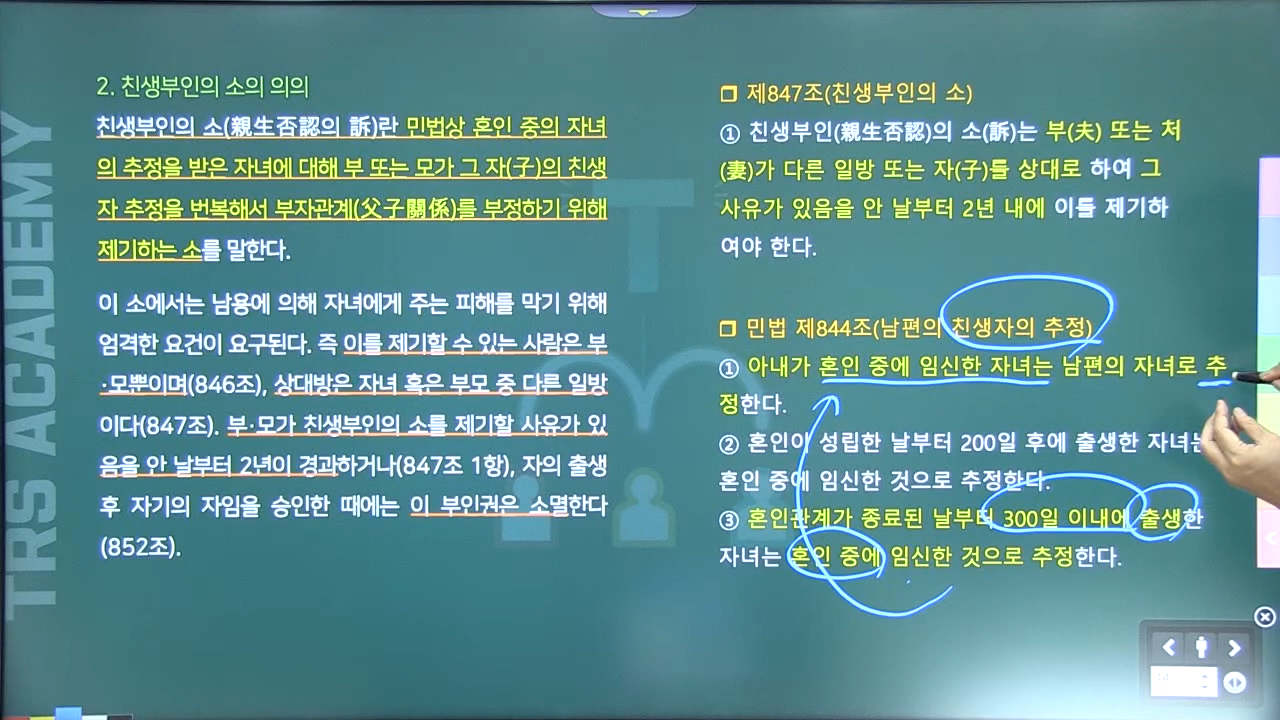 TRS ACADEMY
2. 친생부인의 소의 의의
친생부인의 소(親生否認의 訴)란 민법상 혼인 중의 자녀
의 추정을 받은 자녀에 대해 부 또는 모가 그 자(子)의 친생
자 추정을 번복해서 부자관계(父子關係)를 부정하기 위해
제기하는 소를 말한다.
이 소에서는 남용에 의해 자녀에게 주는 피해를 막기 위해
엄격한 요건이 요구된다. 즉 이를 제기할 수 있는 사람은 부
·모뿐이며(846조), 상대방은 자녀 혹은 부모 중 다른 일방
이다(847조). 부·모가 친생부인의 소를 제기할 사유가 있
음을 안 날부터 2년이 경과하거나(847조 1항), 자의 출생
후 자기의 자임을 승인한 때에는 이 부인권은 소멸한다
(852조).
❒ 제847조(친생부인의 소)
① 친생부인(親生否認)의 소(訴)는 부(夫) 또는 처
(妻)가 다른 일방 또는 자(子)를 상대로 하여 그
사유가 있음을 안 날부터 2년 내에 이를 제기하
여야 한다.
❒ 민법 제844조(남편의 친생자의 추정)
① 아내가 혼인 중에 임신한 자녀는 남편의 자녀로 추
정한다.
② 혼인이 성립한 날부터 200일 후에 출생한 자녀는
혼인 중에 임신한 것으로 추정한다.
③ 혼인관계가 종료된 날부터 300일 이내에 출생한
자녀는 혼인 중에 임신한 것으로 추정한다.